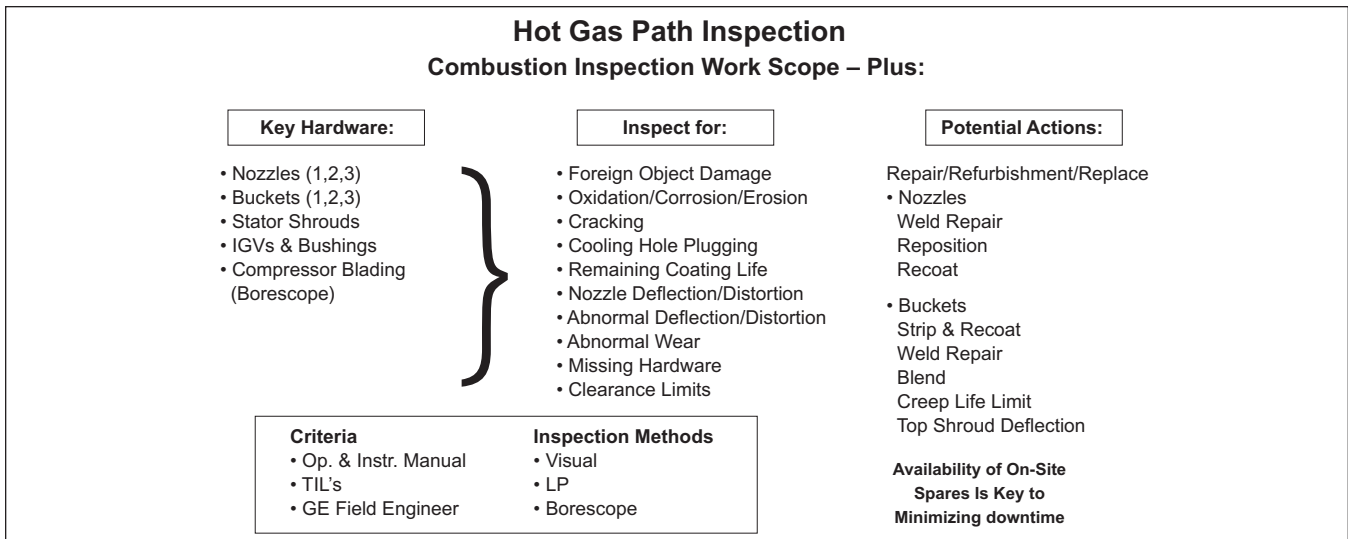 Hot Gas Path Inspection
Combustion Inspection Work Scope – Plus:
Key Hardware:
• Nozzles (1,2,3)
• Buckets (1,2,3)
• Stator Shrouds
• IGVs & Bushings
• Compressor Blading
(Borescope)
Inspect for:
• Foreign Object Damage
• Oxidation/Corrosion/Erosion
• Cracking
• Cooling Hole Plugging
• Remaining Coating Life
• Nozzle Deflection/Distortion
• Abnormal Deflection/Distortion
• Abnormal Wear
• Missing Hardware
• Clearance Limits
Potential Actions:
Repair/Refurbishment/Replace
• Nozzles
Weld Repair
Reposition
Recoat
• Buckets
Strip & Recoat
Weld Repair
Blend
Creep Life Limit
Top Shroud Deflection
Criteria
• Op. & Instr. Manual
• TIL's
• GE Field Engineer
Inspection Methods
• Visual
• LP
• Borescope
Availability of On-Site
Spares Is Key to
Minimizing downtime